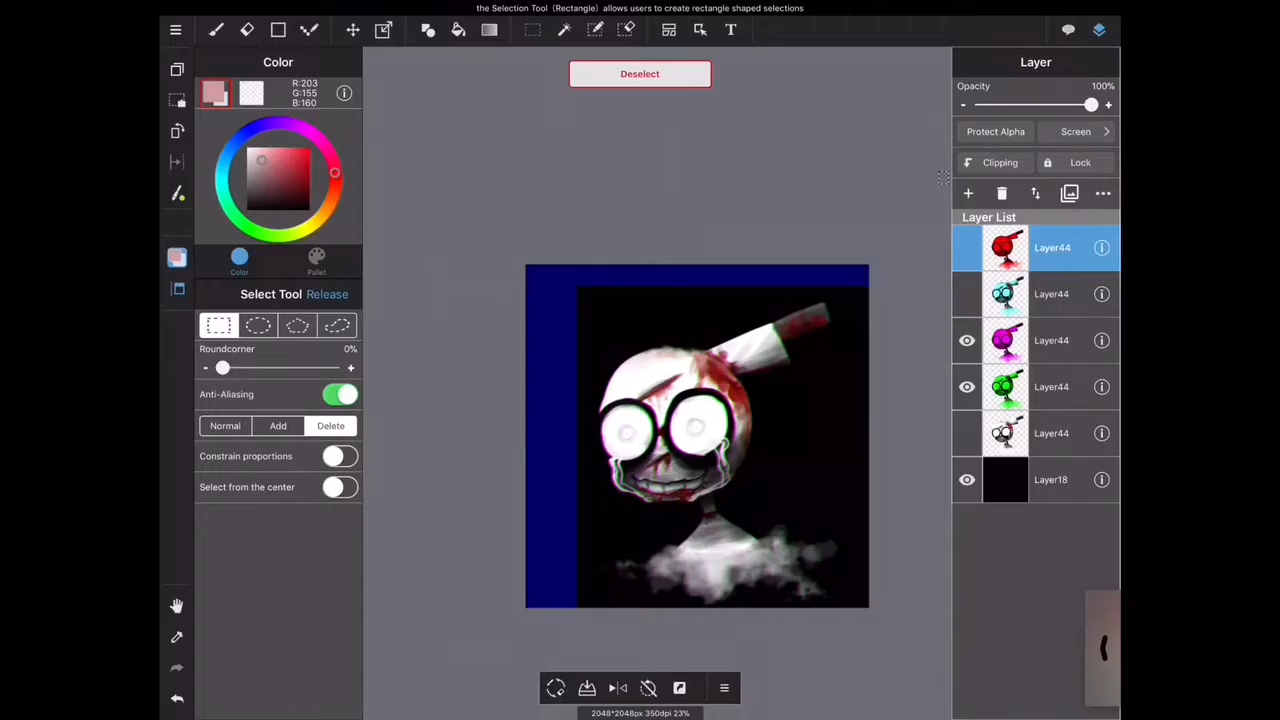 the Selection Tool（Rectangle）allows users to create rectangle shaped selections
T
Color
Deselect
Layer
R:203
G:155
B:160
Opacity 100%
- +
Protect Alpha Screen
Clipping Lock
Layer List
Layer44
Color Pallet
Layer44
Select Tool Release
Layer44
Roundcorner 0%
- +
Anti-Aliasing
Layer44
Normal Add Delete
Layer44
Constrain proportions
Layer18
Select from the center
2048*2048px 350dpi 23%